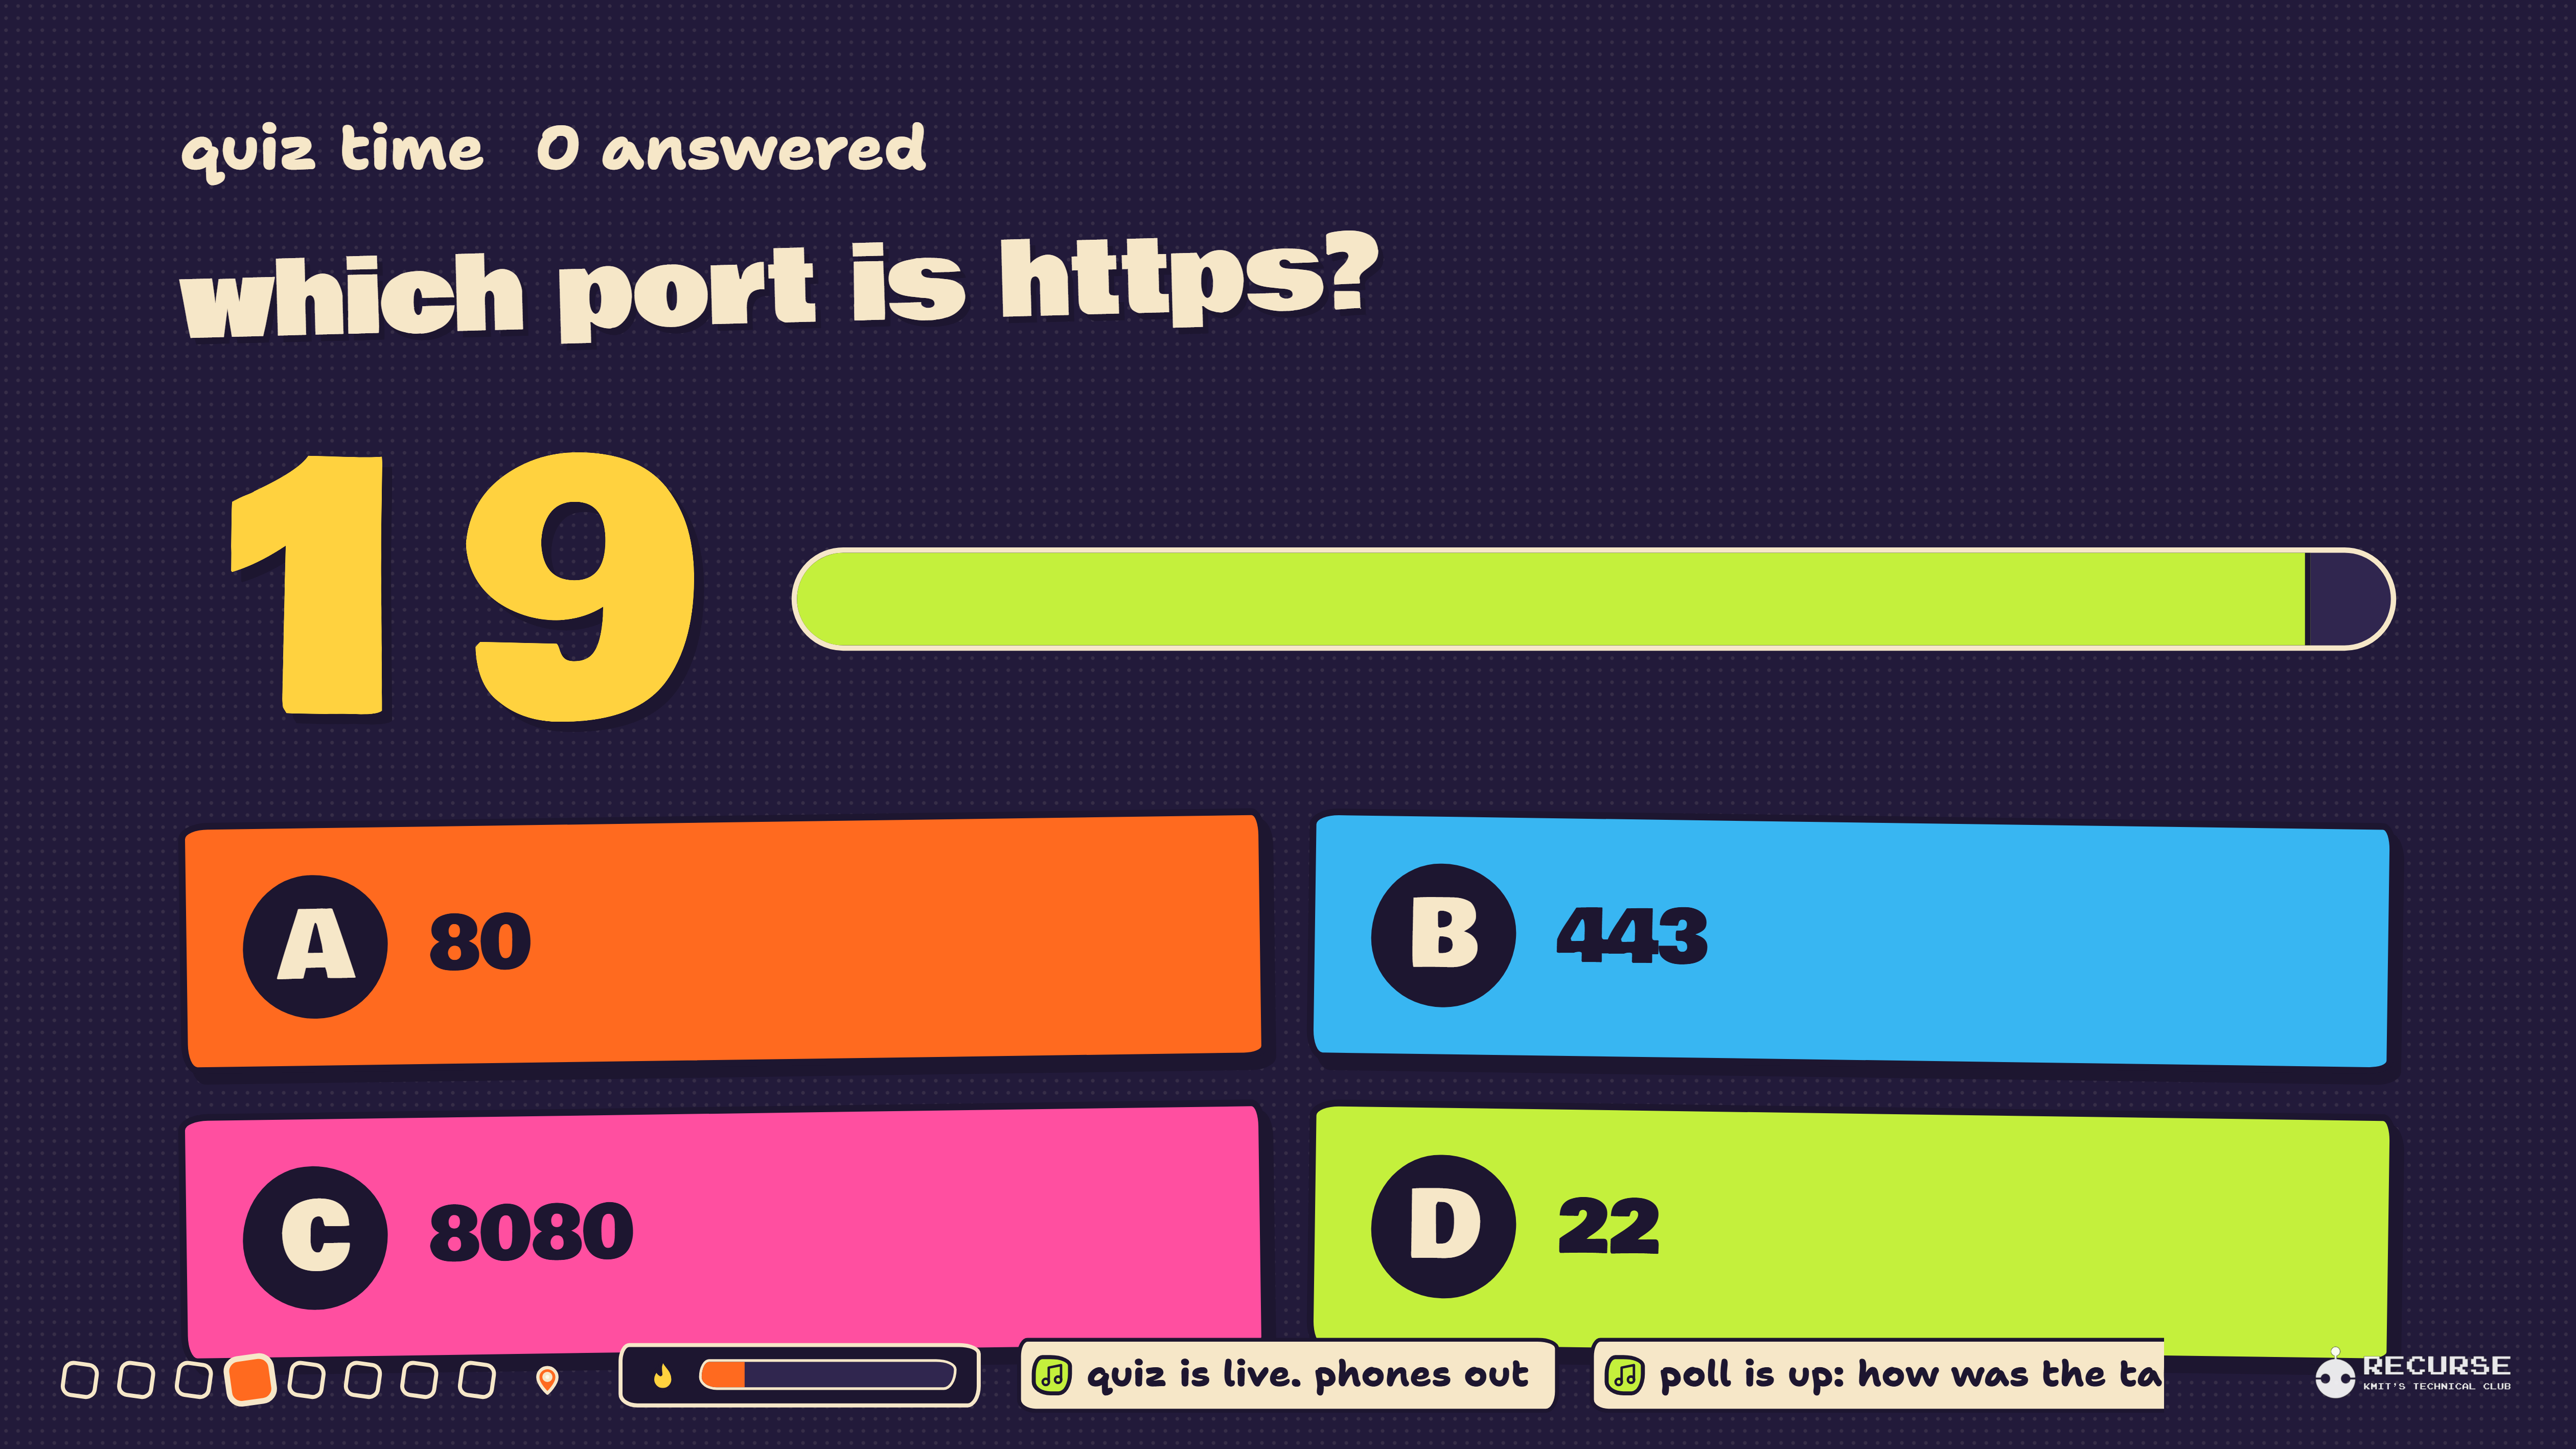 quiz time 0 answered
which port is https?
19
A 80
B 443
C 8080
D 22
quiz is live. phones out
poll is up: how was the ta
RECURSE
KMIT'S TECHNICAL CLUB